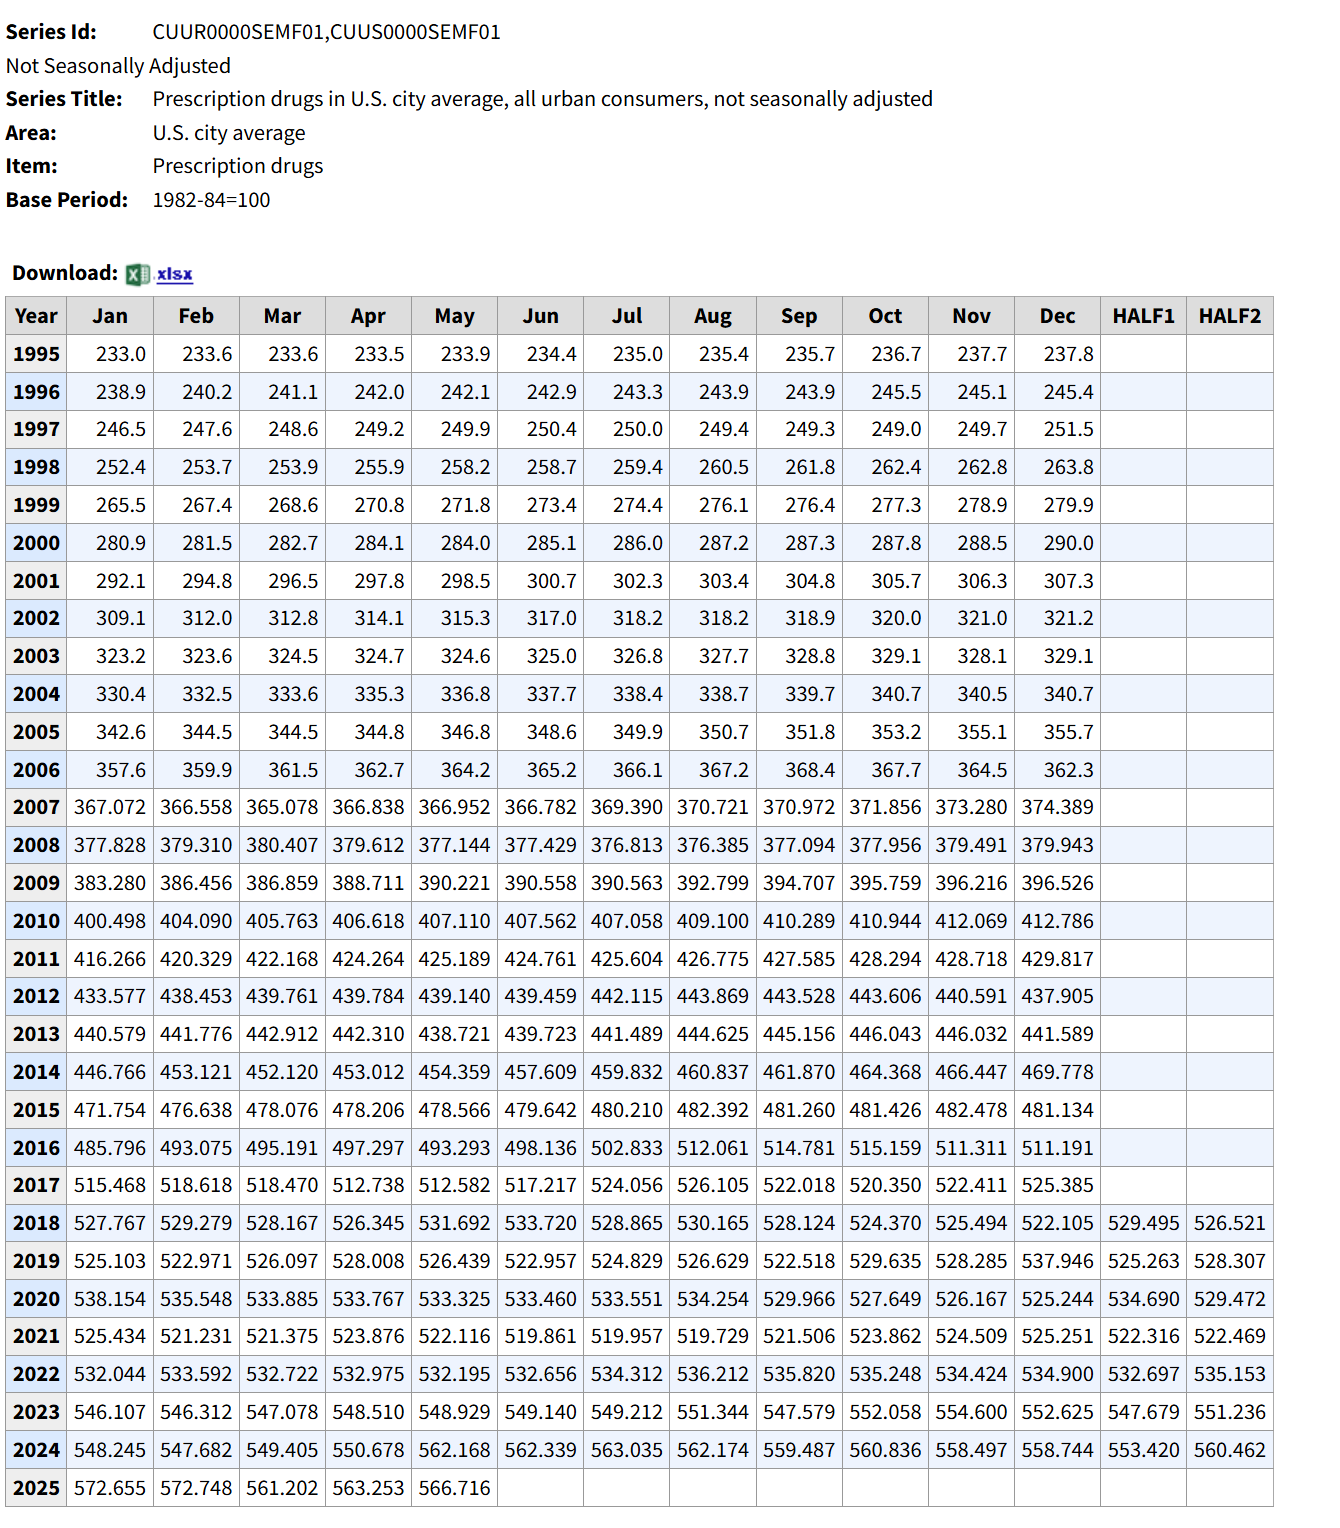 Series Id: CUUR0000SEMF01,CUUS0000SEMF01
Not Seasonally Adjusted
Series Title: Prescription drugs in U.S. city average, all urban consumers, not seasonally adjusted
Area: U.S. city average
Item: Prescription drugs
Base Period: 1982-84=100
Download: .xlsx
Year Jan Feb Mar Apr May Jun Jul Aug Sep Oct Nov Dec HALF1 HALF2
1995 233.0 233.6 233.6 233.5 233.9 234.4 235.0 235.4 235.7 236.7 237.7 237.8
1996 238.9 240.2 241.1 242.0 242.1 242.9 243.3 243.9 243.9 245.5 245.1 245.4
1997 246.5 247.6 248.6 249.2 249.9 250.4 250.0 249.4 249.3 249.0 249.7 251.5
1998 252.4 253.7 253.9 255.9 258.2 258.7 259.4 260.5 261.8 262.4 262.8 263.8
1999 265.5 267.4 268.6 270.8 271.8 273.4 274.4 276.1 276.4 277.3 278.9 279.9
2000 280.9 281.5 282.7 284.1 284.0 285.1 286.0 287.2 287.3 287.8 288.5 290.0
2001 292.1 294.8 296.5 297.8 298.5 300.7 302.3 303.4 304.8 305.7 306.3 307.3
2002 309.1 312.0 312.8 314.1 315.3 317.0 318.2 318.2 318.9 320.0 321.0 321.2
2003 323.2 323.6 324.5 324.7 324.6 325.0 326.8 327.7 328.8 329.1 328.1 329.1
2004 330.4 332.5 333.6 335.3 336.8 337.7 338.4 338.7 339.7 340.7 340.5 340.7
2005 342.6 344.5 344.5 344.8 346.8 348.6 349.9 350.7 351.8 353.2 355.1 355.7
2006 357.6 359.9 361.5 362.7 364.2 365.2 366.1 367.2 368.4 367.7 364.5 362.3
2007 367.072 366.558 365.078 366.838 366.952 366.782 369.390 370.721 370.972 371.856 373.280 374.389
2008 377.828 379.310 380.407 379.612 377.144 377.429 376.813 376.385 377.094 377.956 379.491 379.943
2009 383.280 386.456 386.859 388.711 390.221 390.558 390.563 392.799 394.707 395.759 396.216 396.526
2010 400.498 404.090 405.763 406.618 407.110 407.562 407.058 409.100 410.289 410.944 412.069 412.786
2011 416.266 420.329 422.168 424.264 425.189 424.761 425.604 426.775 427.585 428.294 428.718 429.817
2012 433.577 438.453 439.761 439.784 439.140 439.459 442.115 443.869 443.528 443.606 440.591 437.905
2013 440.579 441.776 442.912 442.310 438.721 439.723 441.489 444.625 445.156 446.043 446.032 441.589
2014 446.766 453.121 452.120 453.012 454.359 457.609 459.832 460.837 461.870 464.368 466.447 469.778
2015 471.754 476.638 478.076 478.206 478.566 479.642 480.210 482.392 481.260 481.426 482.478 481.134
2016 485.796 493.075 495.191 497.297 493.293 498.136 502.833 512.061 514.781 515.159 511.311 511.191
2017 515.468 518.618 518.470 512.738 512.582 517.217 524.056 526.105 522.018 520.350 522.411 525.385
2018 527.767 529.279 528.167 526.345 531.692 533.720 528.865 530.165 528.124 524.370 525.494 522.105 529.495 526.521
2019 525.103 522.971 526.097 528.008 526.439 522.957 524.829 526.629 522.518 529.635 528.285 537.946 525.263 528.307
2020 538.154 535.548 533.885 533.767 533.325 533.460 533.551 534.254 529.966 527.649 526.167 525.244 534.690 529.472
2021 525.434 521.231 521.375 523.876 522.116 519.861 519.957 519.729 521.506 523.862 524.509 525.251 522.316 522.469
2022 532.044 533.592 532.722 532.975 532.195 532.656 534.312 536.212 535.820 535.248 534.424 534.900 532.697 535.153
2023 546.107 546.312 547.078 548.510 548.929 549.140 549.212 551.344 547.579 552.058 554.600 552.625 547.679 551.236
2024 548.245 547.682 549.405 550.678 562.168 562.339 563.035 562.174 559.487 560.836 558.497 558.744 553.420 560.462
2025 572.655 572.748 561.202 563.253 566.716